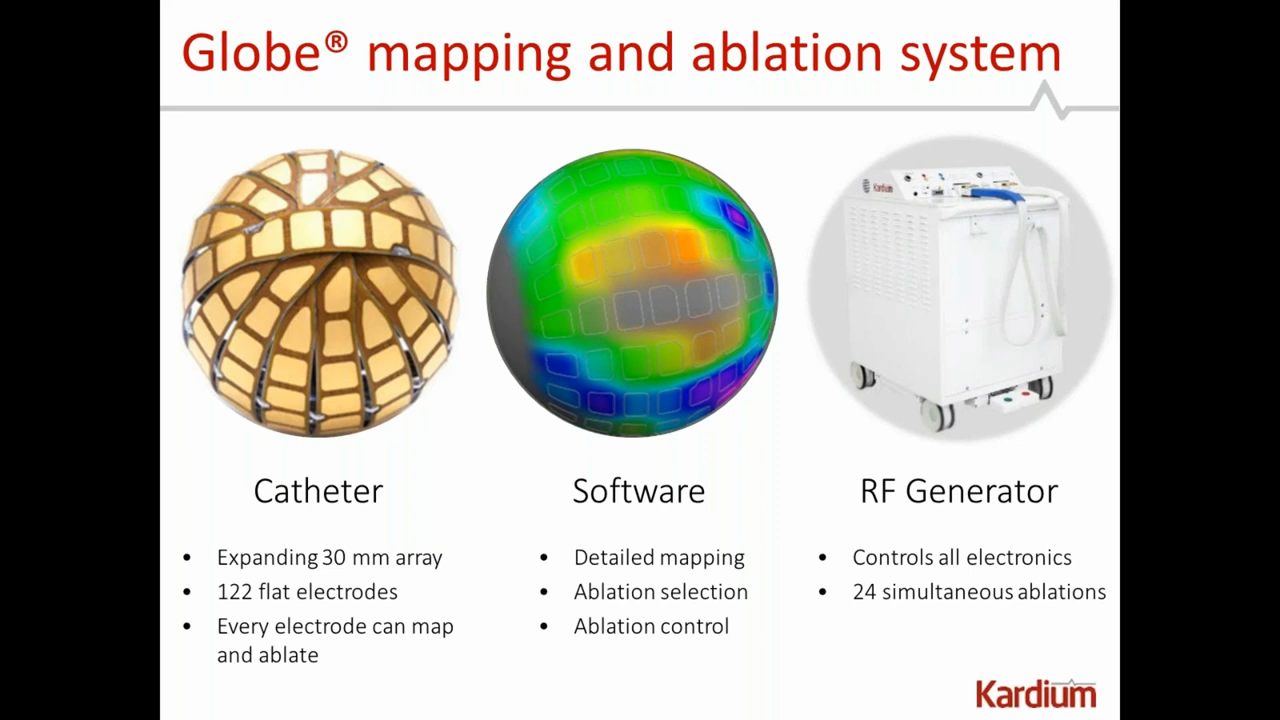 Globe® mapping and ablation system
Kardium
Catheter
• Expanding 30 mm array
• 122 flat electrodes
• Every electrode can map
and ablate
Software
• Detailed mapping
• Ablation selection
• Ablation control
RF Generator
• Controls all electronics
• 24 simultaneous ablations
Kardium